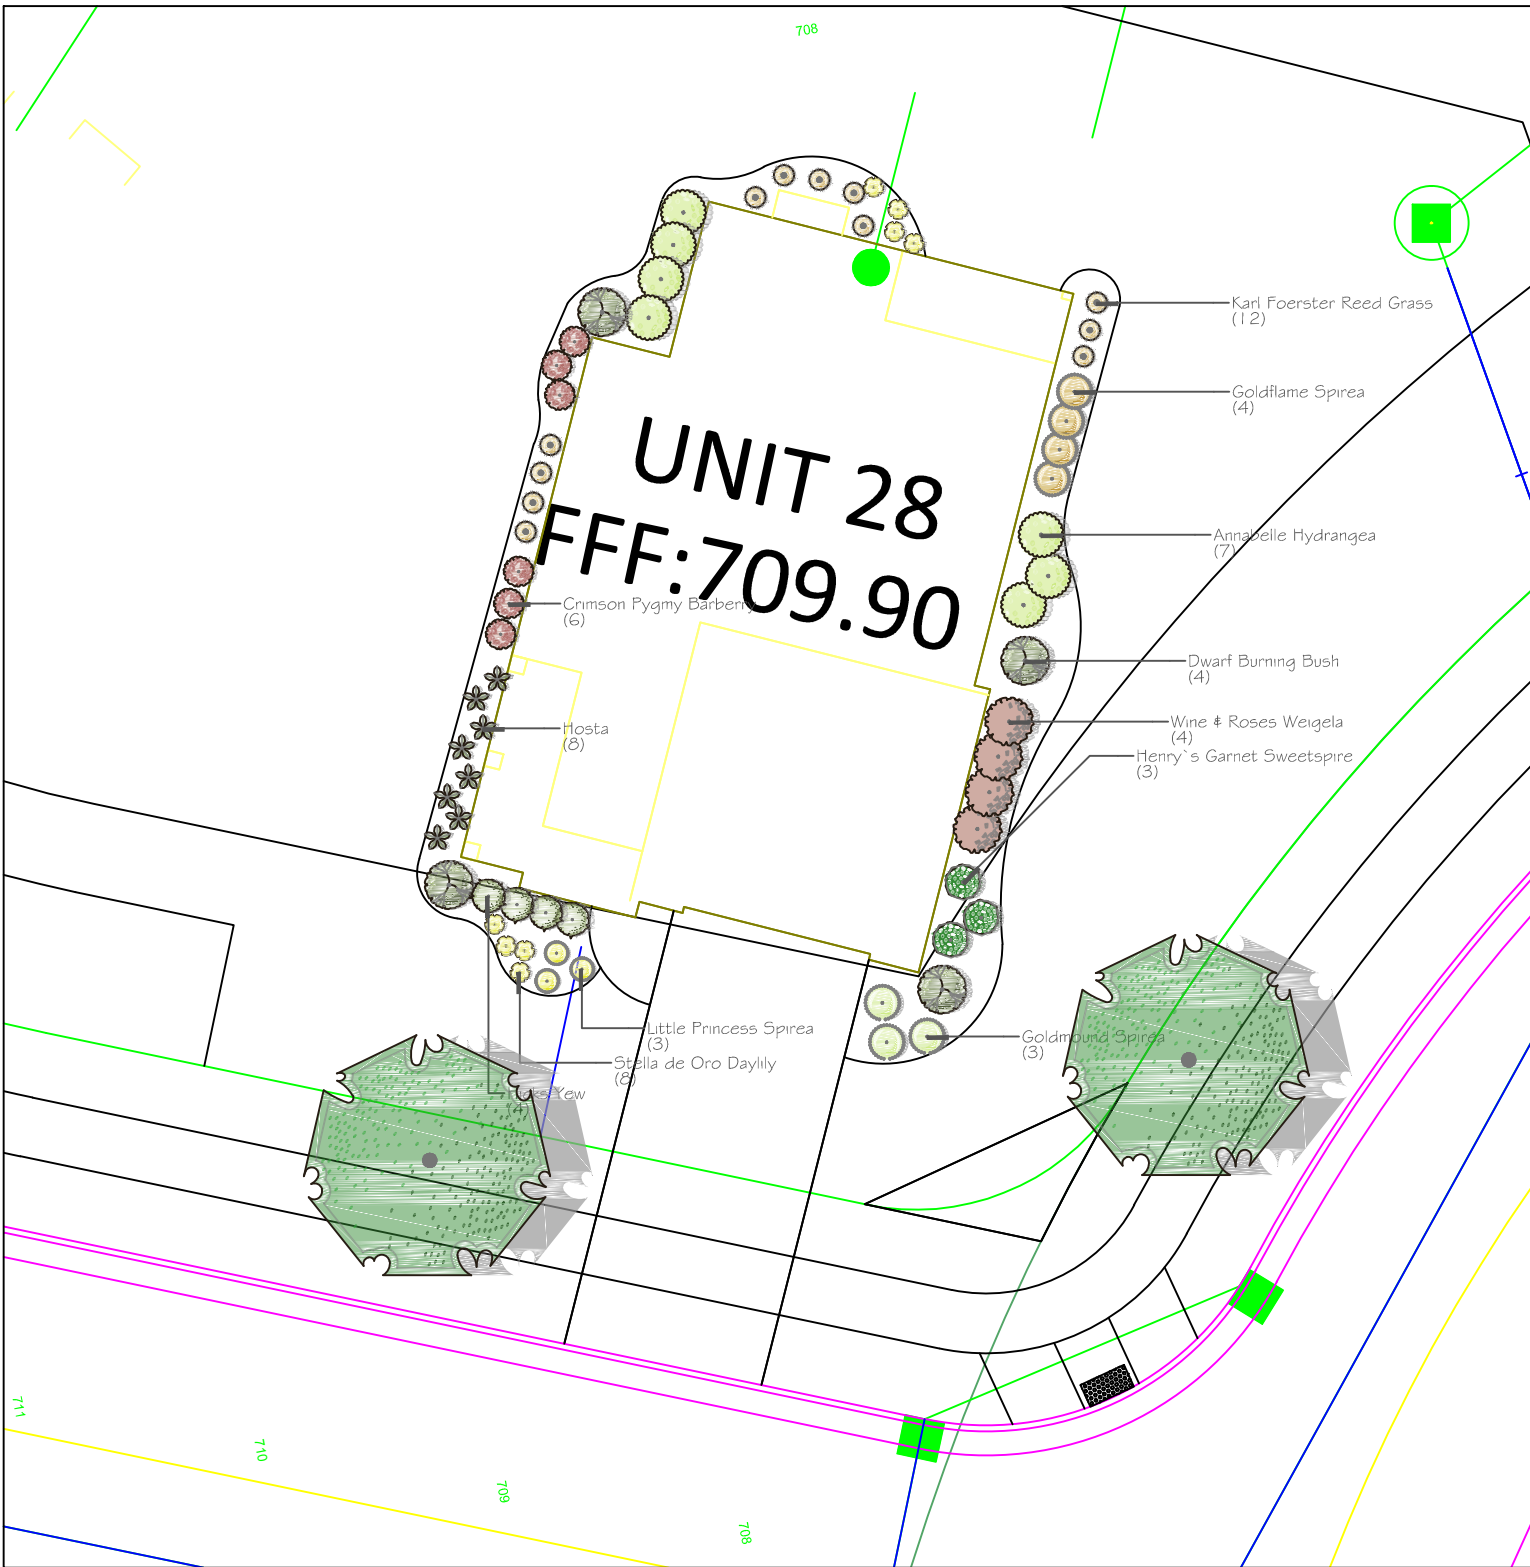 708
Karl Foerster Reed Grass
(12)
Goldflame Spirea
(4)
UNIT 28
FFF:709.90
Annabelle Hydrangea
(7)
Crimson Pygmy Barberry
(6)
Dwarf Burning Bush
(4)
Hosta
(8)
Wine & Roses Weigela
(4)
Henry`s Garnet Sweetspire
(3)
Little Princess Spirea
(3)
Goldmound Spirea
(3)
Stella de Oro Daylily
(8)
Hicks Yew
(4)
711
710
709
708